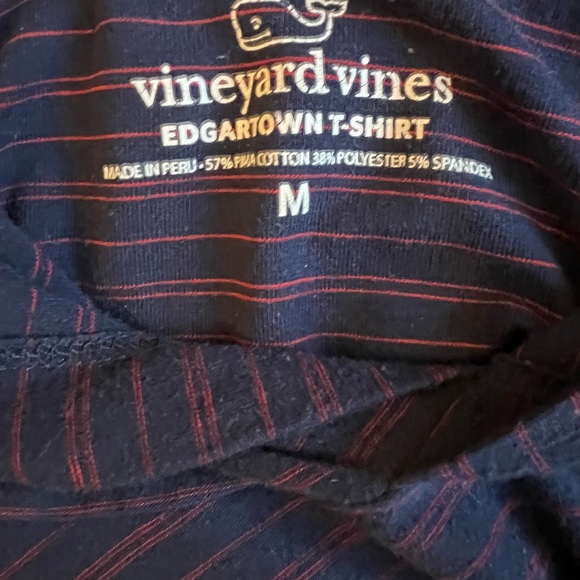 vineyard vines
EDGARTOWN T-SHIRT
MADE IN PERU • 57% PIMA COTTON 38% POLYESTER 5% SPANDEX
M